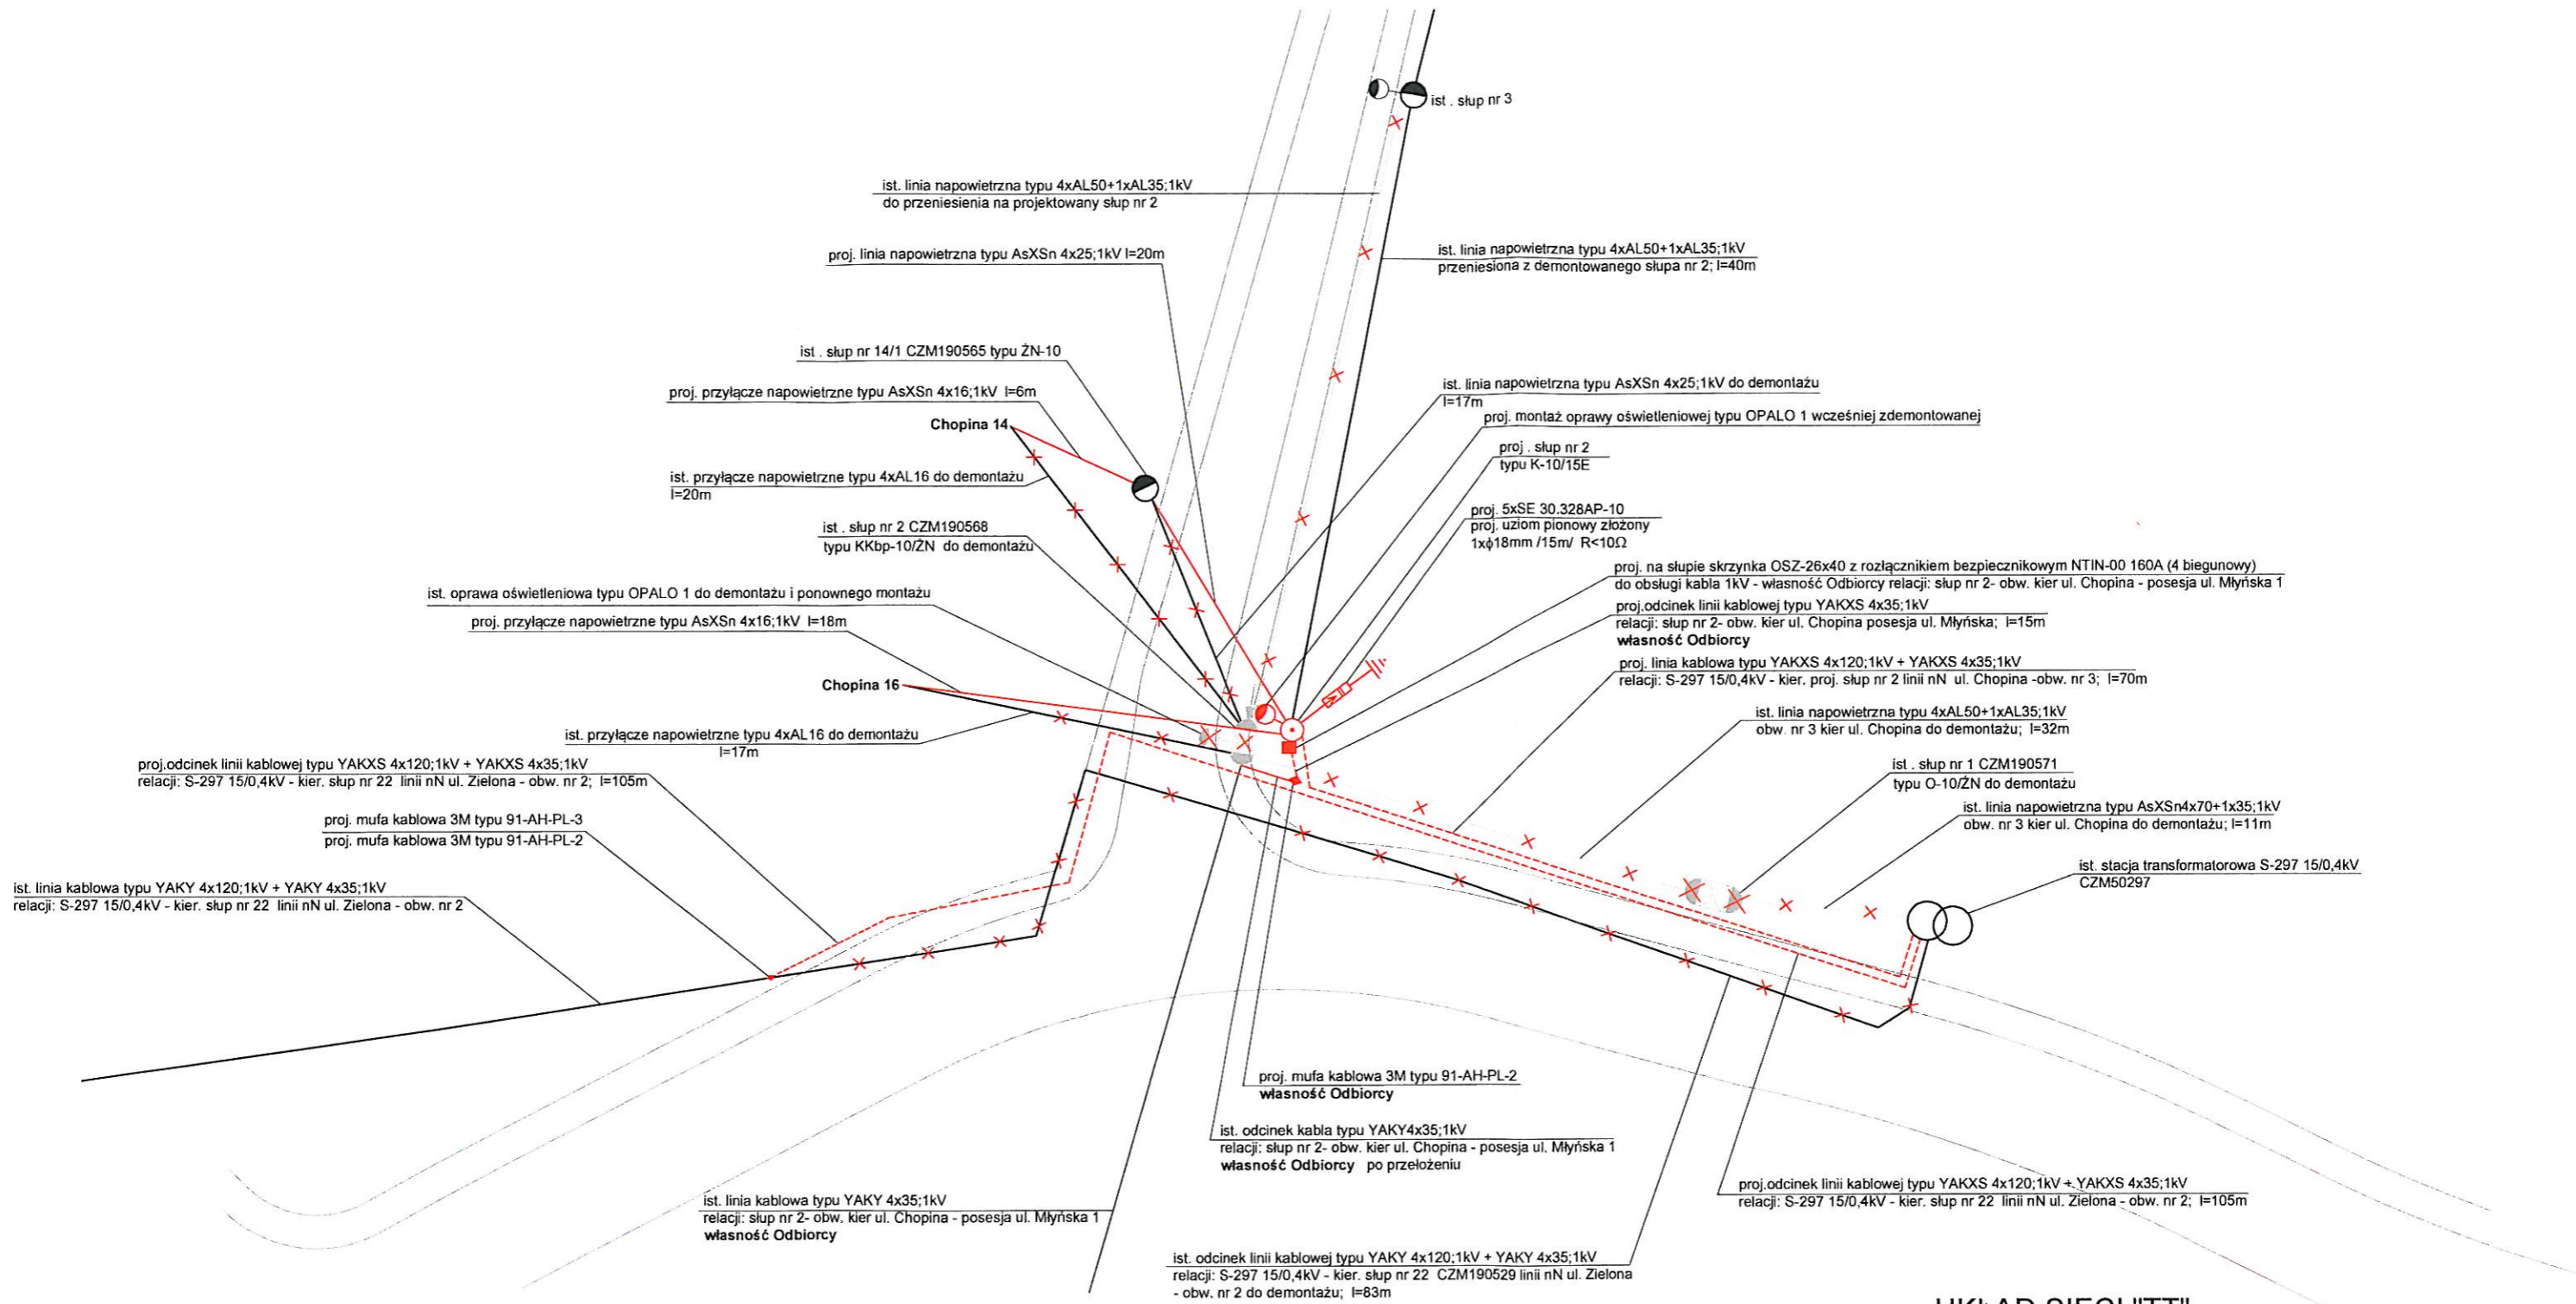 ist . słup nr 3
ist. linia napowietrzna typu 4xAL50+1xAL35;1kV
do przeniesienia na projektowany słup nr 2
proj. linia napowietrzna typu AsXSn 4x25;1kV l=20m
ist. linia napowietrzna typu 4xAL50+1xAL35;1kV
przeniesiona z demontowanego słupa nr 2; l=40m
ist . słup nr 14/1 CZM190565 typu ŻN-10
proj. przyłącze napowietrzne typu AsXSn 4x16;1kV l=6m
Chopina 14
ist. linia napowietrzna typu AsXSn 4x25;1kV do demontażu
l=17m
proj. montaż oprawy oświetleniowej typu OPALO 1 wcześniej zdemontowanej
proj . słup nr 2
typu K-10/15E
ist. przyłącze napowietrzne typu 4xAL16 do demontażu
l=20m
proj. 5xSE 30.328AP-10
proj. uziom pionowy złożony
1xφ18mm /15m/ R<10Ω
ist . słup nr 2 CZM190568
typu KKbp-10/ŻN do demontażu
proj. na słupie skrzynka OSZ-26x40 z rozłącznikiem bezpiecznikowym NTIN-00 160A (4 biegunowy)
do obsługi kabla 1kV - własność Odbiorcy relacji: słup nr 2- obw. kier ul. Chopina - posesja ul. Młyńska 1
ist. oprawa oświetleniowa typu OPALO 1 do demontażu i ponownego montażu
proj.odcinek linii kablowej typu YAKXS 4x35;1kV
relacji: słup nr 2- obw. kier ul. Chopina posesja ul. Młyńska; l=15m
własność Odbiorcy
proj. przyłącze napowietrzne typu AsXSn 4x16;1kV l=18m
proj. linia kablowa typu YAKXS 4x120;1kV + YAKXS 4x35;1kV
relacji: S-297 15/0,4kV - kier. proj. słup nr 2 linii nN ul. Chopina -obw. nr 3; l=70m
Chopina 16
ist. linia napowietrzna typu 4xAL50+1xAL35;1kV
obw. nr 3 kier ul. Chopina do demontażu; l=32m
ist. przyłącze napowietrzne typu 4xAL16 do demontażu
l=17m
proj.odcinek linii kablowej typu YAKXS 4x120;1kV + YAKXS 4x35;1kV
relacji: S-297 15/0,4kV - kier. słup nr 22 linii nN ul. Zielona - obw. nr 2; l=105m
ist . słup nr 1 CZM190571
typu O-10/ŻN do demontażu
ist. linia napowietrzna typu AsXSn4x70+1x35;1kV
obw. nr 3 kier ul. Chopina do demontażu; l=11m
proj. mufa kablowa 3M typu 91-AH-PL-3
proj. mufa kablowa 3M typu 91-AH-PL-2
ist. stacja transformatorowa S-297 15/0,4kV
CZM50297
ist. linia kablowa typu YAKY 4x120;1kV + YAKY 4x35;1kV
relacji: S-297 15/0,4kV - kier. słup nr 22 linii nN ul. Zielona - obw. nr 2
proj. mufa kablowa 3M typu 91-AH-PL-2
własność Odbiorcy
ist. odcinek kabla typu YAKY4x35;1kV
relacji: słup nr 2- obw. kier ul. Chopina - posesja ul. Młyńska 1
własność Odbiorcy po przełożeniu
ist. linia kablowa typu YAKY 4x35;1kV
relacji: słup nr 2- obw. kier ul. Chopina - posesja ul. Młyńska 1
własność Odbiorcy
proj.odcinek linii kablowej typu YAKXS 4x120;1kV + YAKXS 4x35;1kV
relacji: S-297 15/0,4kV - kier. słup nr 22 linii nN ul. Zielona - obw. nr 2; l=105m
ist. odcinek linii kablowej typu YAKY 4x120;1kV + YAKY 4x35;1kV
relacji: S-297 15/0,4kV - kier. słup nr 22 CZM190529 linii nN ul. Zielona
- obw. nr 2 do demontażu; l=83m
UKŁAD SIECI "TT"